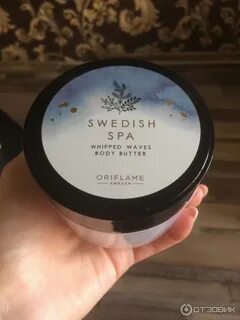 SWEDISH
SPA
WHIPPED WAVES
BODY BUTTER
ORIFLAME
SWEDEN
ОТЗОВИК